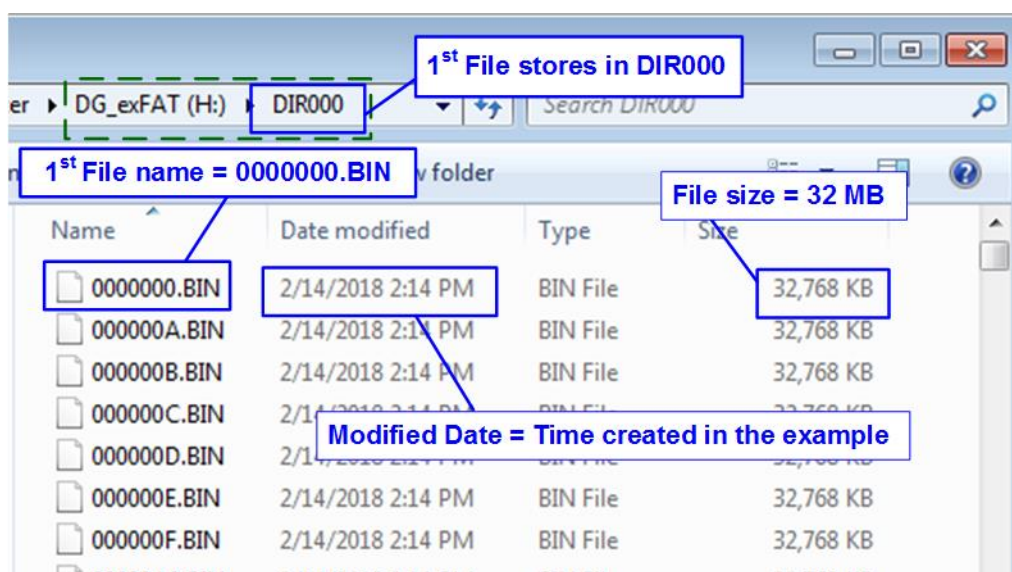 1st File stores in DIR000
er ▸ DG_exFAT (H:) ▸ DIR000 Search DIR000
1st File name = 0000000.BIN folder
File size = 32 MB
Name Date modified Type Size
0000000.BIN 2/14/2018 2:14 PM BIN File 32,768 KB
000000A.BIN 2/14/2018 2:14 PM BIN File 32,768 KB
000000B.BIN 2/14/2018 2:14 PM BIN File 32,768 KB
000000C.BIN
Modified Date = Time created in the example
000000D.BIN
000000E.BIN 2/14/2018 2:14 PM BIN File 32,768 KB
000000F.BIN 2/14/2018 2:14 PM BIN File 32,768 KB